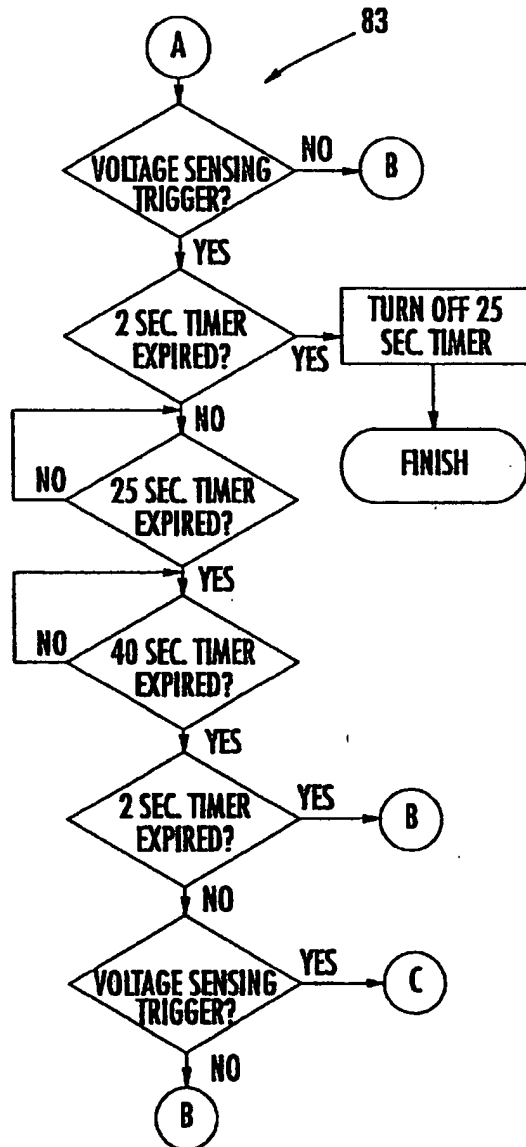 83
A
VOLTAGE SENSING
TRIGGER?
NO
B
YES
2 SEC. TIMER
EXPIRED?
YES
TURN OFF 25
SEC. TIMER
FINISH
NO
NO
25 SEC. TIMER
EXPIRED?
YES
NO
40 SEC. TIMER
EXPIRED?
YES
2 SEC. TIMER
EXPIRED?
YES
B
NO
VOLTAGE SENSING
TRIGGER?
YES
C
NO
B